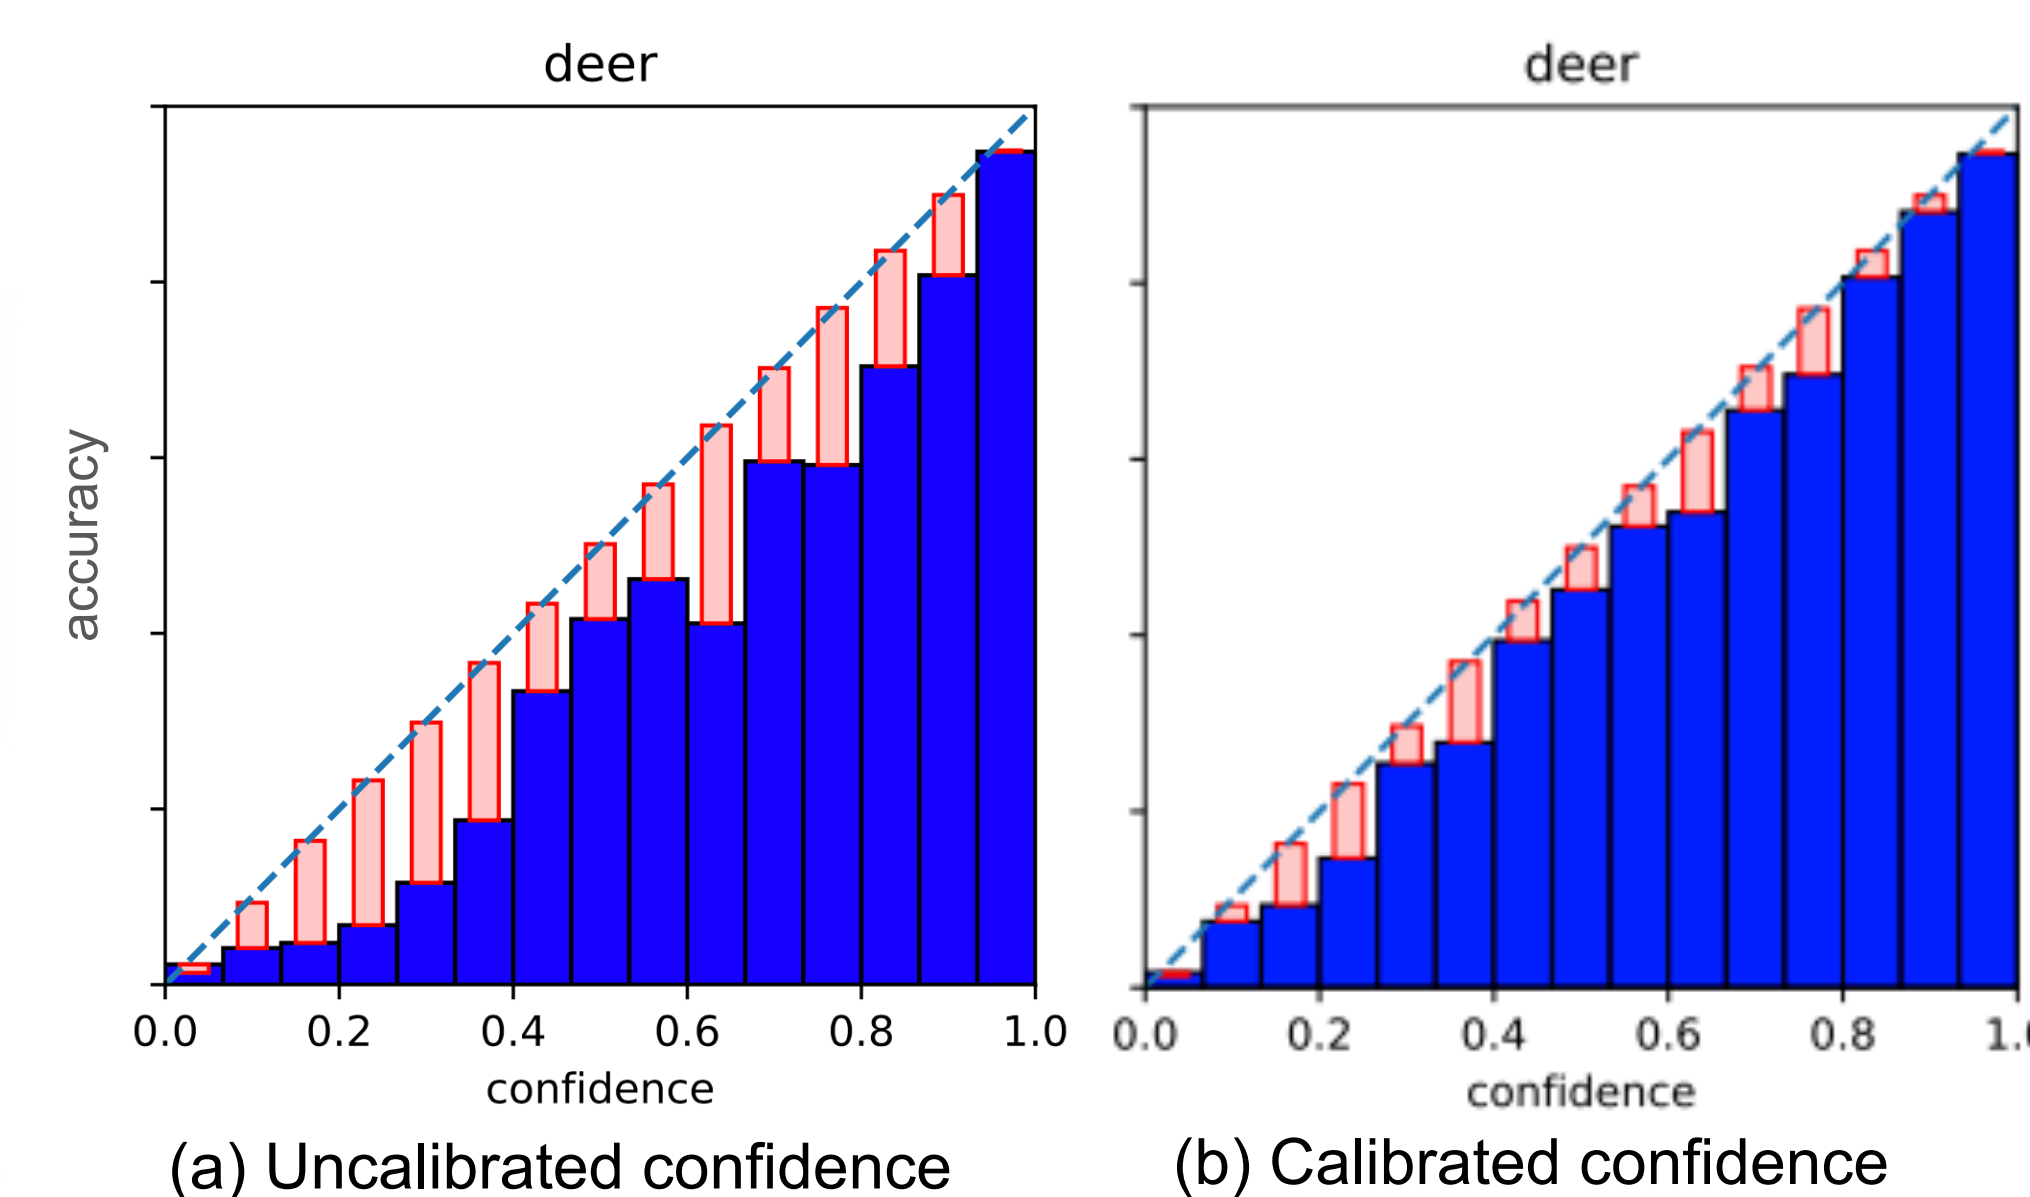 deer
accuracy
0.0 0.2 0.4 0.6 0.8 1.0
confidence
(a) Uncalibrated confidence
deer
0.0 0.2 0.4 0.6 0.8 1.
confidence
(b) Calibrated confidence